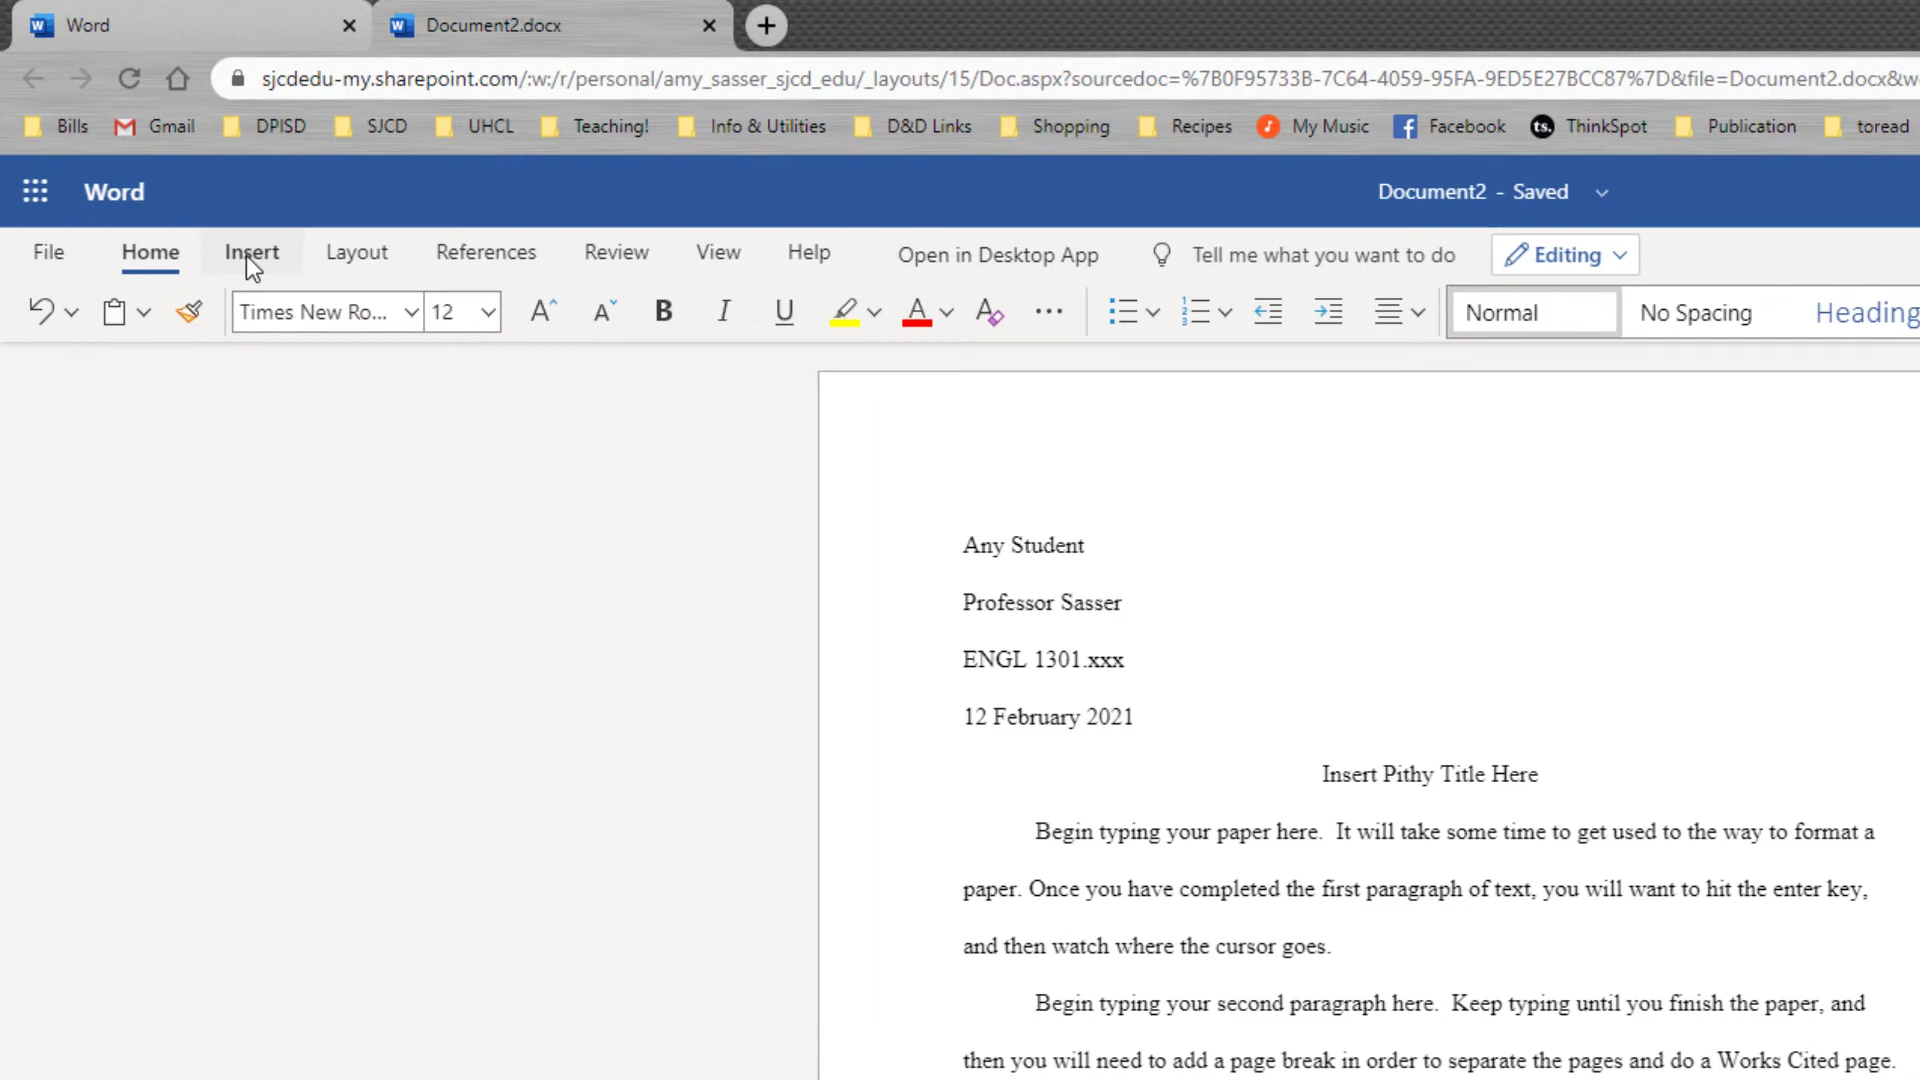 Word
Document2.docx
sjcdedu-my.sharepoint.com/:w:/r/personal/amy_sasser_sjcd_edu/_layouts/15/Doc.aspx?sourcedoc=%7B0F95733B-7C64-4059-95FA-9ED5E27BCC87%7D&file=Document2.docx&w
Bills Gmail DPISD SJCD UHCL Teaching! Info & Utilities D&D Links Shopping Recipes My Music Facebook ts. ThinkSpot Publication toread
Word Document2 - Saved
File Home Insert Layout References Review View Help Open in Desktop App Tell me what you want to do Editing
Times New Ro... 12 A A B I U A A ... Normal No Spacing Heading
Any Student
Professor Sasser
ENGL 1301.xxx
12 February 2021
Insert Pithy Title Here
Begin typing your paper here.  It will take some time to get used to the way to format a
paper. Once you have completed the first paragraph of text, you will want to hit the enter key,
and then watch where the cursor goes.
Begin typing your second paragraph here.  Keep typing until you finish the paper, and
then you will need to add a page break in order to separate the pages and do a Works Cited page.